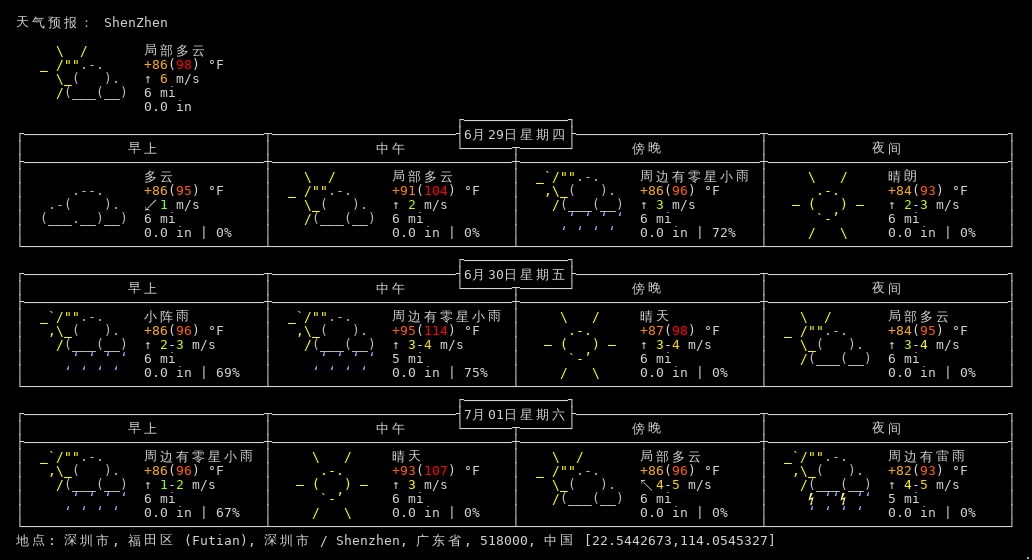 天气预报： ShenZhen
局部多云
+86(98) °F
↑ 6 m/s
6 mi
0.0 in
6月29日星期四
早上 中午 傍晚 夜间
多云 局部多云 周边有零星小雨 晴朗
+86(95) °F +91(104) °F +86(96) °F +84(93) °F
↙ 1 m/s ↑ 2 m/s ↑ 3 m/s ↑ 2-3 m/s
6 mi 6 mi 6 mi 6 mi
0.0 in | 0% 0.0 in | 0% 0.0 in | 72% 0.0 in | 0%
6月30日星期五
早上 中午 傍晚 夜间
小阵雨 周边有零星小雨 晴天 局部多云
+86(96) °F +95(114) °F +87(98) °F +84(95) °F
↑ 2-3 m/s ↑ 3-4 m/s ↑ 3-4 m/s ↑ 3-4 m/s
6 mi 5 mi 6 mi 6 mi
0.0 in | 69% 0.0 in | 75% 0.0 in | 0% 0.0 in | 0%
7月01日星期六
早上 中午 傍晚 夜间
周边有零星小雨 晴天 局部多云 周边有雷雨
+86(96) °F +93(107) °F +86(96) °F +82(93) °F
↑ 1-2 m/s ↑ 3 m/s ↖ 4-5 m/s ↑ 4-5 m/s
6 mi 6 mi 6 mi 5 mi
0.0 in | 67% 0.0 in | 0% 0.0 in | 0% 0.0 in | 0%
地点: 深圳市, 福田区 (Futian), 深圳市 / Shenzhen, 广东省, 518000, 中国 [22.5442673,114.0545327]